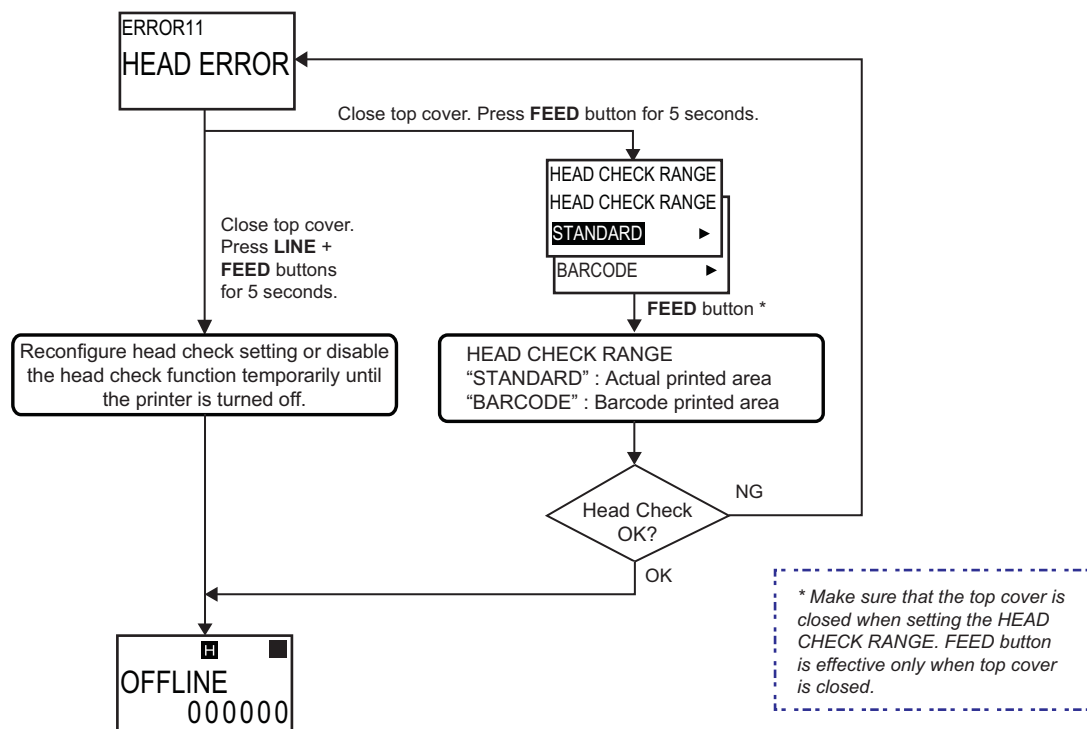 ERROR11
HEAD ERROR
Close top cover. Press FEED button for 5 seconds.
HEAD CHECK RANGE
HEAD CHECK RANGE
STANDARD ►
BARCODE ►
Close top cover.
Press LINE +
FEED buttons
for 5 seconds.
FEED button *
Reconfigure head check setting or disable
the head check function temporarily until
the printer is turned off.
HEAD CHECK RANGE
“STANDARD” : Actual printed area
“BARCODE” : Barcode printed area
Head Check
OK?
NG
OK
H
OFFLINE
000000
* Make sure that the top cover is
closed when setting the HEAD
CHECK RANGE. FEED button
is effective only when top cover
is closed.